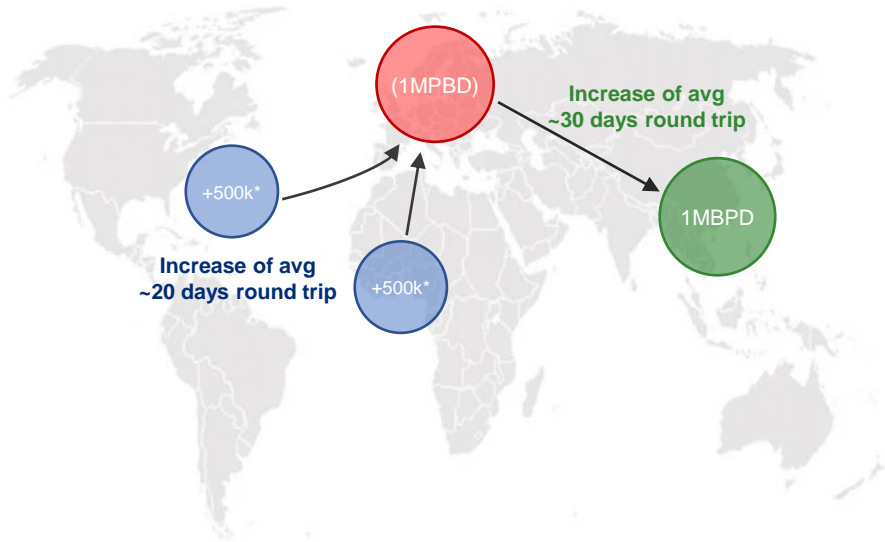 (1MPBD)
Increase of avg
~30 days round trip
+500k*
1MBPD
Increase of avg
~20 days round trip
+500k*